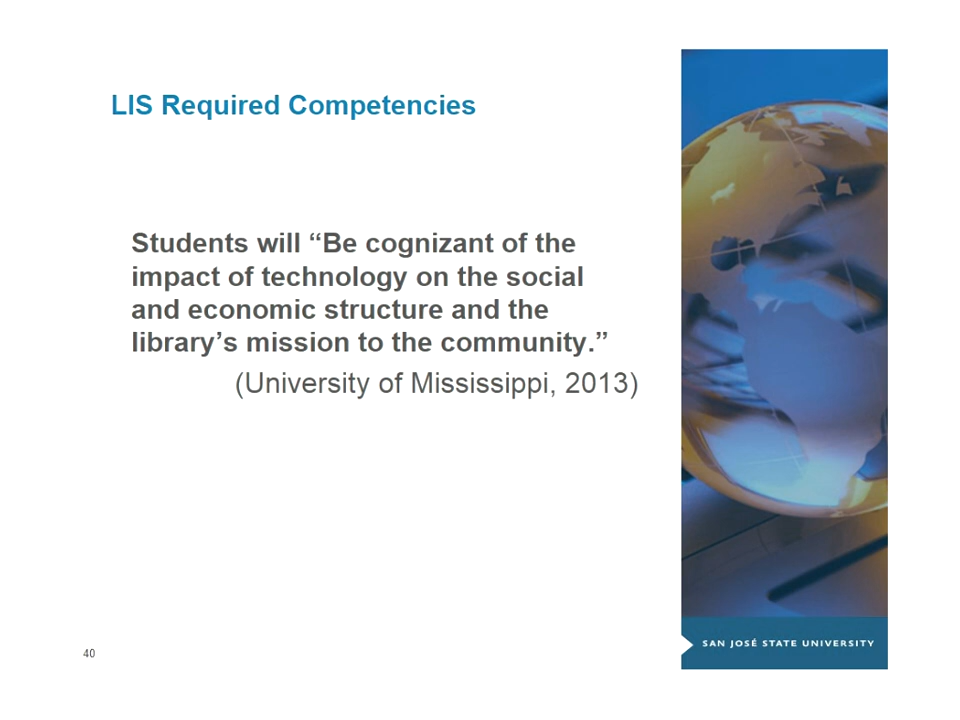 LIS Required Competencies
Students will “Be cognizant of the
impact of technology on the social
and economic structure and the
library’s mission to the community.”
(University of Mississippi, 2013)
SAN JOSÉ STATE UNIVERSITY
40